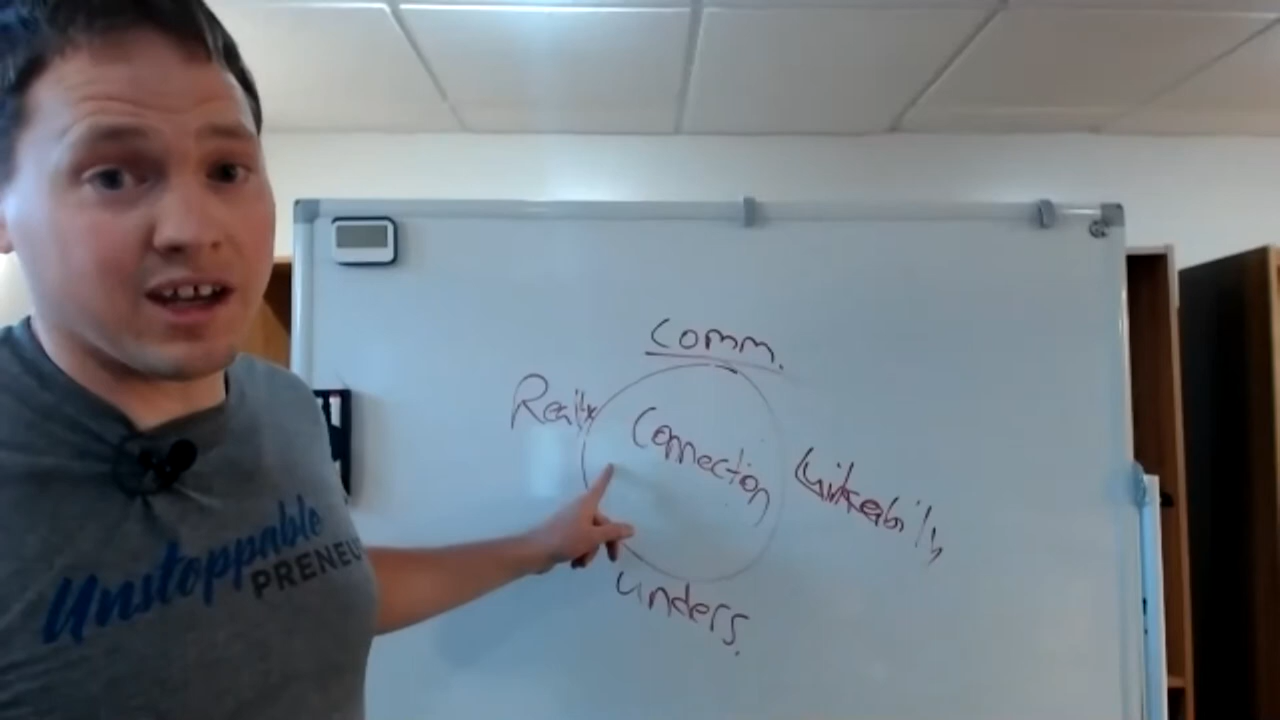 Comm.
Reality
Connection
Likeability
unders.
Unstoppable
PRENEU